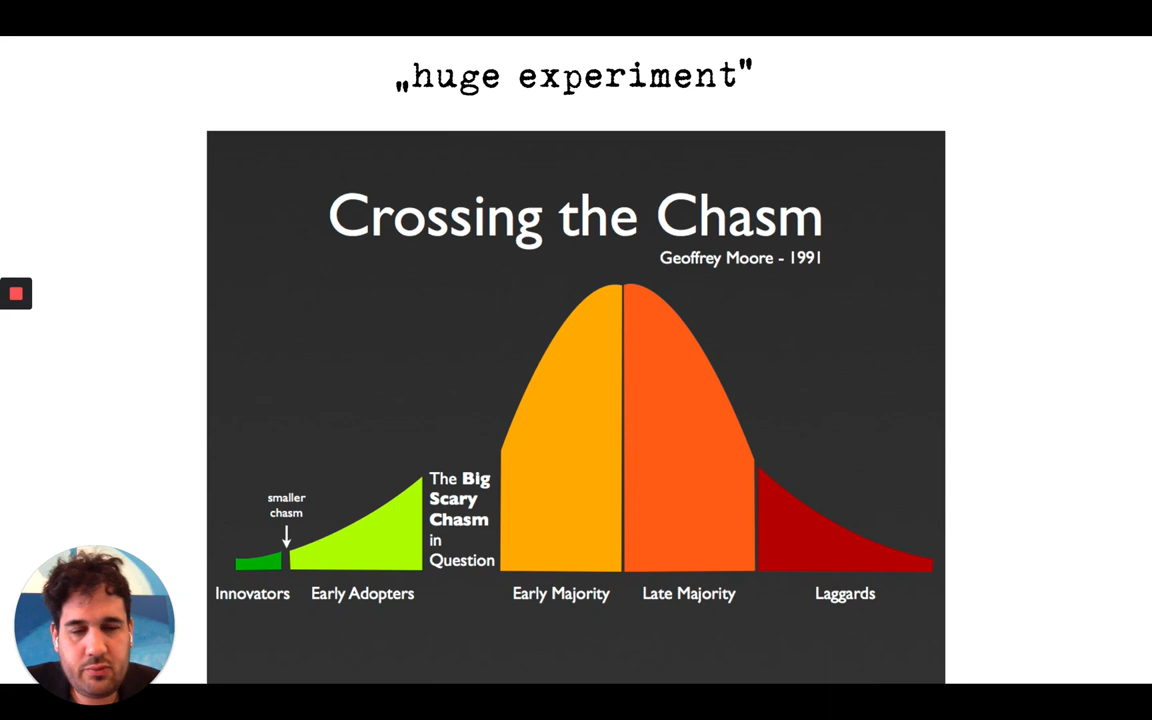 „huge experiment"
Crossing the Chasm
Geoffrey Moore - 1991
smaller
chasm
The Big
Scary
Chasm
in
Question
Innovators
Early Adopters
Early Majority
Late Majority
Laggards